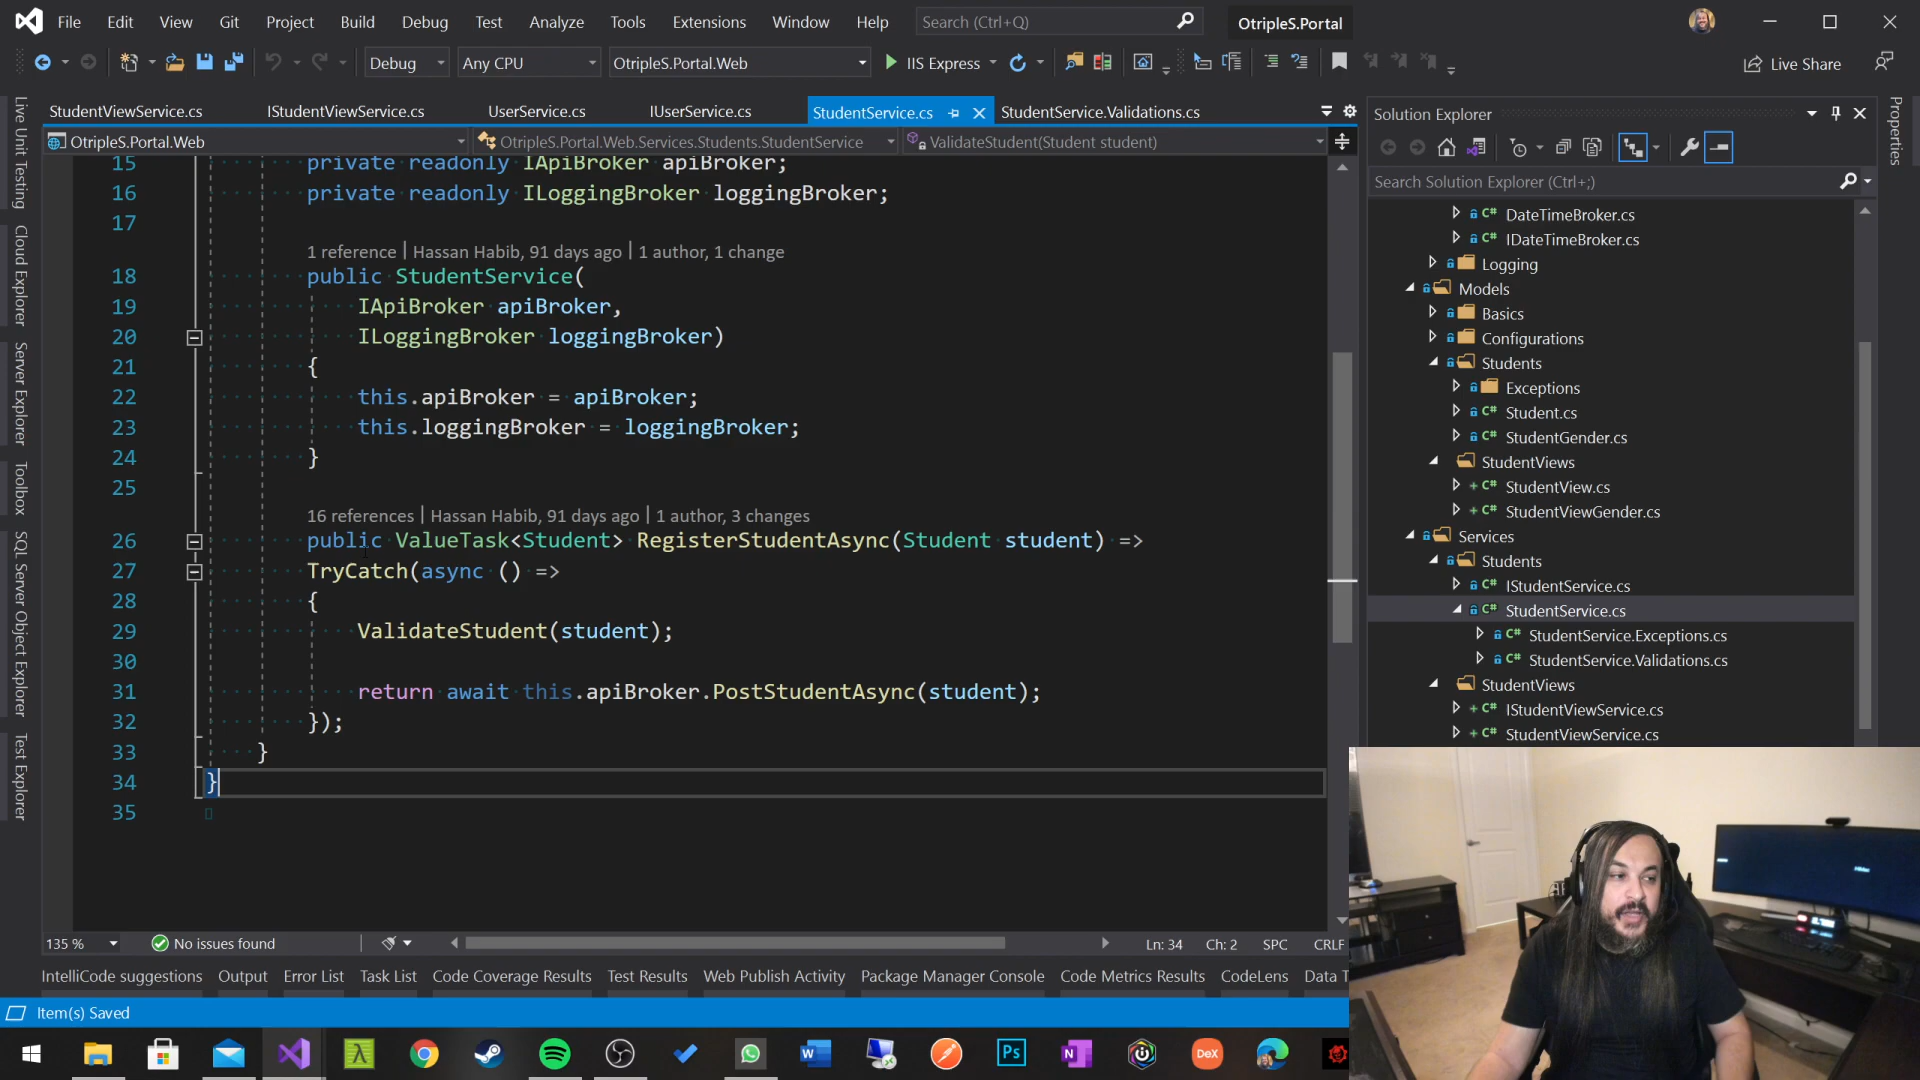 File Edit View Git Project Build Debug Test Analyze Tools Extensions Window Help Search (Ctrl+Q) OtripleS.Portal
Debug Any CPU OtripleS.Portal.Web IIS Express Live Share
StudentViewService.cs IStudentViewService.cs UserService.cs IUserService.cs StudentService.cs StudentService.Validations.cs
OtripleS.Portal.Web OtripleS.Portal.Web.Services.Students.StudentService ValidateStudent(Student student)
Live Unit Testing
Cloud Explorer
Server Explorer
Toolbox
SQL Server Object Explorer
Test Explorer
15 private readonly IApiBroker apiBroker;
16 private readonly ILoggingBroker loggingBroker;
17
1 reference | Hassan Habib, 91 days ago | 1 author, 1 change
18 public StudentService(
19 IApiBroker apiBroker,
20 ILoggingBroker loggingBroker)
21 {
22 this.apiBroker = apiBroker;
23 this.loggingBroker = loggingBroker;
24 }
25
16 references | Hassan Habib, 91 days ago | 1 author, 3 changes
26 public ValueTask<Student> RegisterStudentAsync(Student student) =>
27 TryCatch(async () =>
28 {
29 ValidateStudent(student);
30
31 return await this.apiBroker.PostStudentAsync(student);
32 });
33 }
34 }
35
135 % No issues found Ln: 34 Ch: 2 SPC CRLF
IntelliCode suggestions Output Error List Task List Code Coverage Results Test Results Web Publish Activity Package Manager Console Code Metrics Results CodeLens Data T
Item(s) Saved
Solution Explorer
Search Solution Explorer (Ctrl+;)
C# DateTimeBroker.cs
C# IDateTimeBroker.cs
Logging
Models
Basics
Configurations
Students
Exceptions
C# Student.cs
C# StudentGender.cs
StudentViews
+ C# StudentView.cs
+ C# StudentViewGender.cs
Services
Students
C# IStudentService.cs
C# StudentService.cs
C# StudentService.Exceptions.cs
C# StudentService.Validations.cs
StudentViews
+ C# IStudentViewService.cs
+ C# StudentViewService.cs
Properties
Ps
DeX